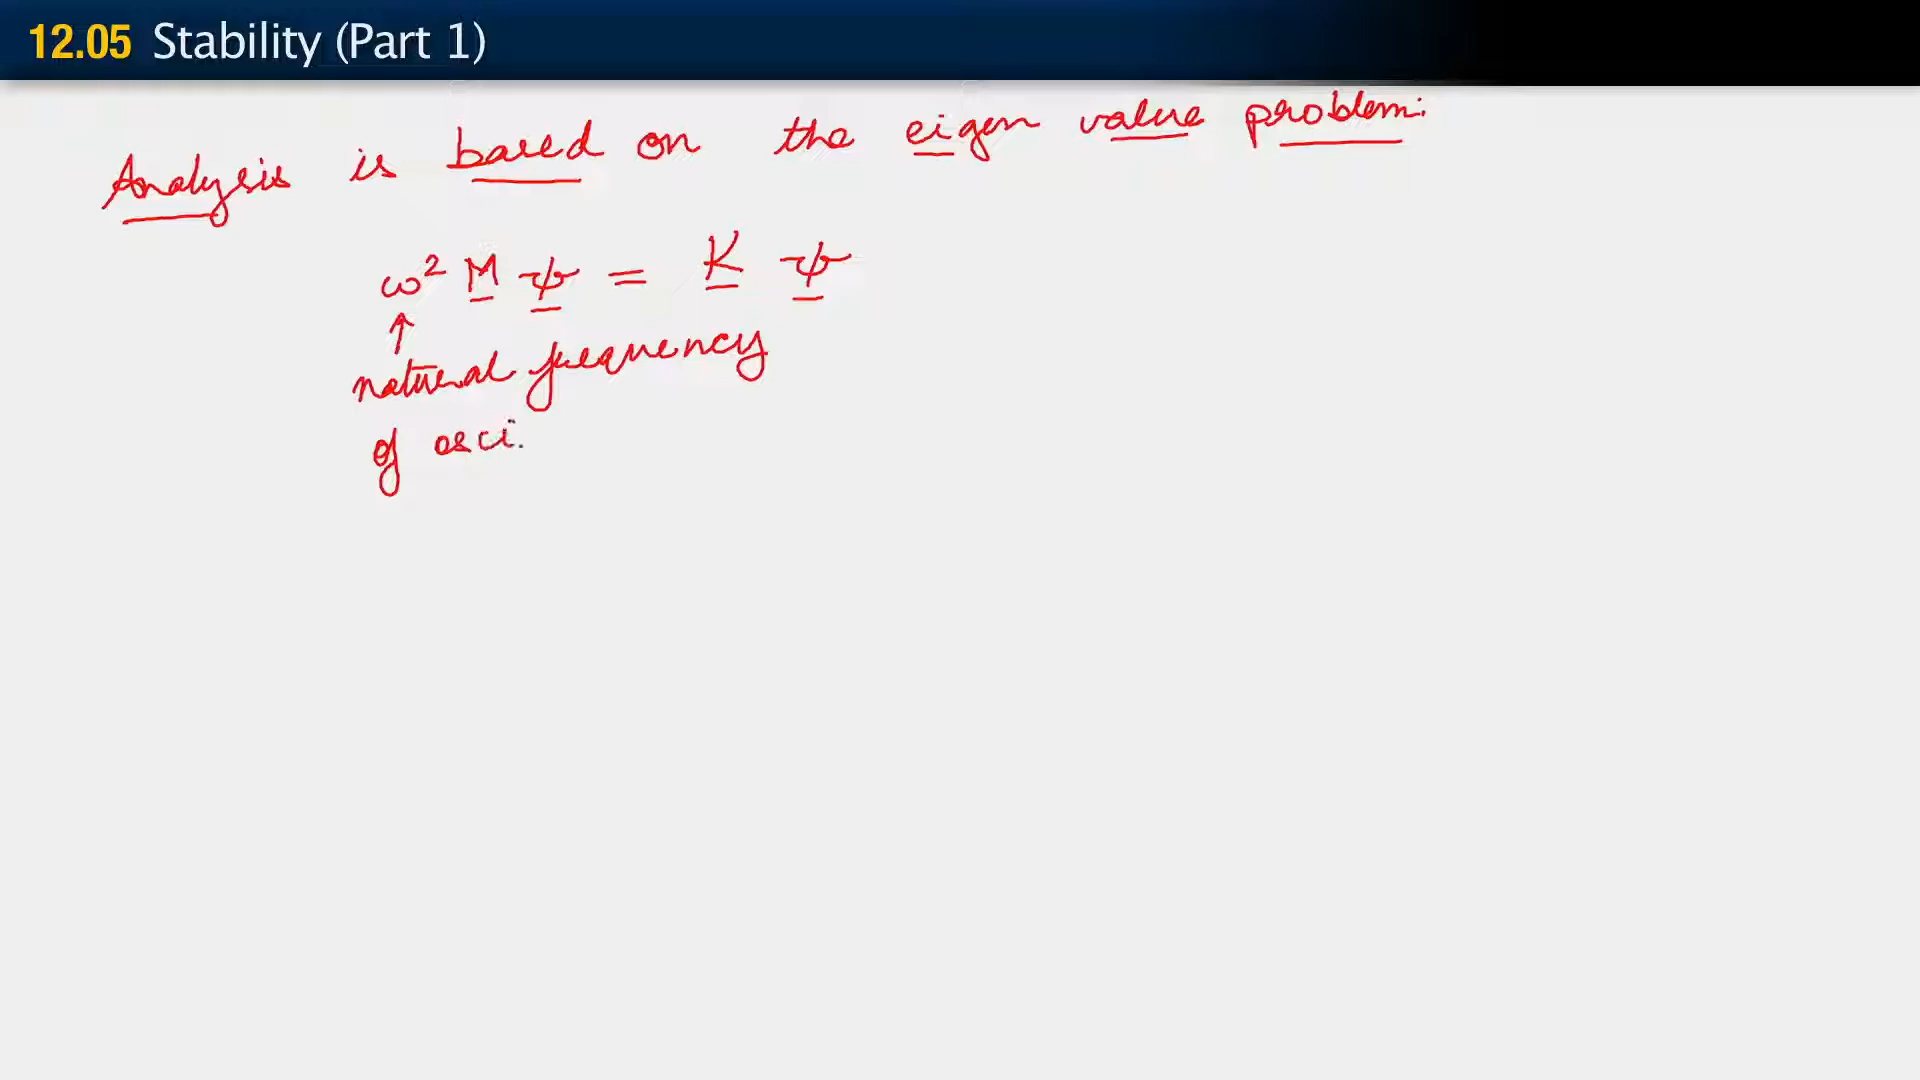 12.05 Stability (Part 1)
Analysis is based on the eigen value problem:
ω² M ψ = K ψ
↑
natural frequency
of osci.